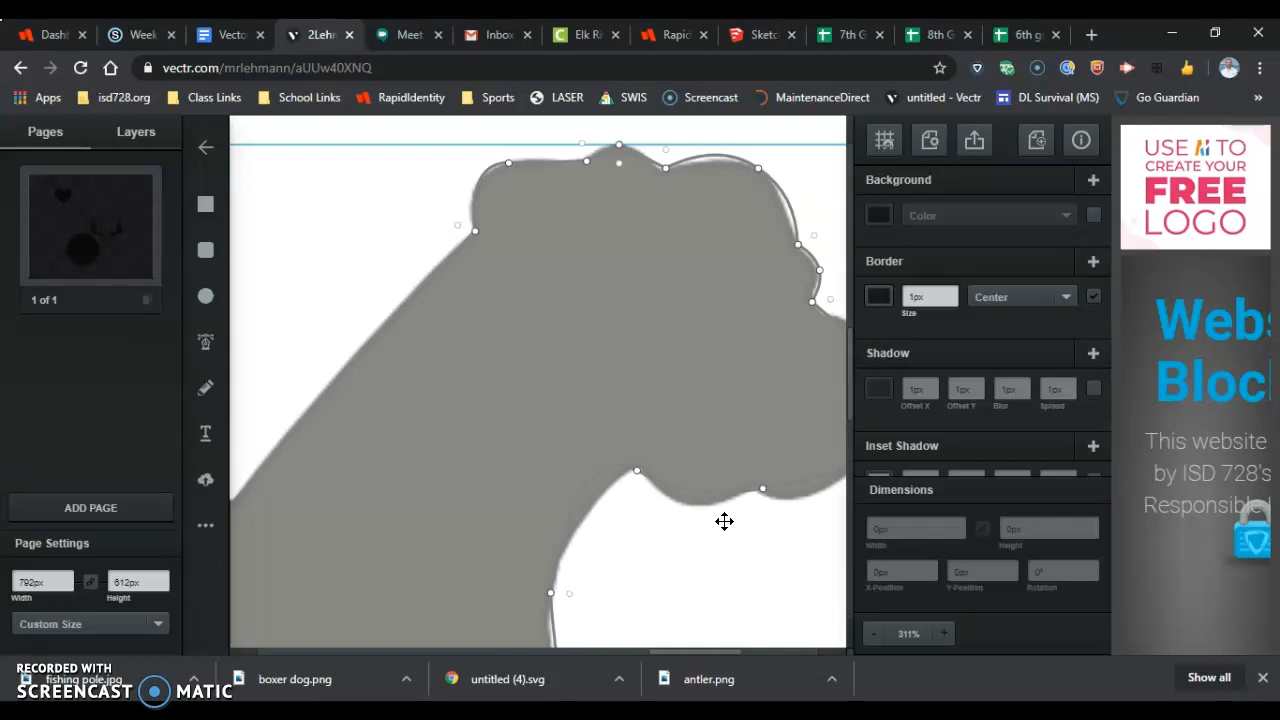 Dashb
Week
Vecto
2Lehn
Meet
Inbox
Elk Ri
Rapid
Sketc
7th G
8th G
6th g
vectr.com/mrlehmann/aUUw40XNQ
Apps
isd728.org
Class Links
School Links
RapidIdentity
Sports
LASER
SWIS
Screencast
MaintenanceDirect
untitled - Vectr
DL Survival (MS)
Go Guardian
»
Pages
Layers
1 of 1
ADD PAGE
Page Settings
792px
612px
Width
Height
Custom Size
Background
Color
Border
1px
Center
Size
Shadow
1px
1px
1px
1px
Offset X
Offset Y
Blur
Spread
Inset Shadow
Dimensions
0px
0px
Width
Height
0px
0px
0°
X-Position
Y-Position
Rotation
- 311% +
USE AI TO
CREATE YOUR
FREE
LOGO
Webs
Bloc
This website
by ISD 728's
Responsible
RECORDED WITH
SCREENCAST MATIC
fishing pole.jpg
boxer dog.png
untitled (4).svg
antler.png
Show all